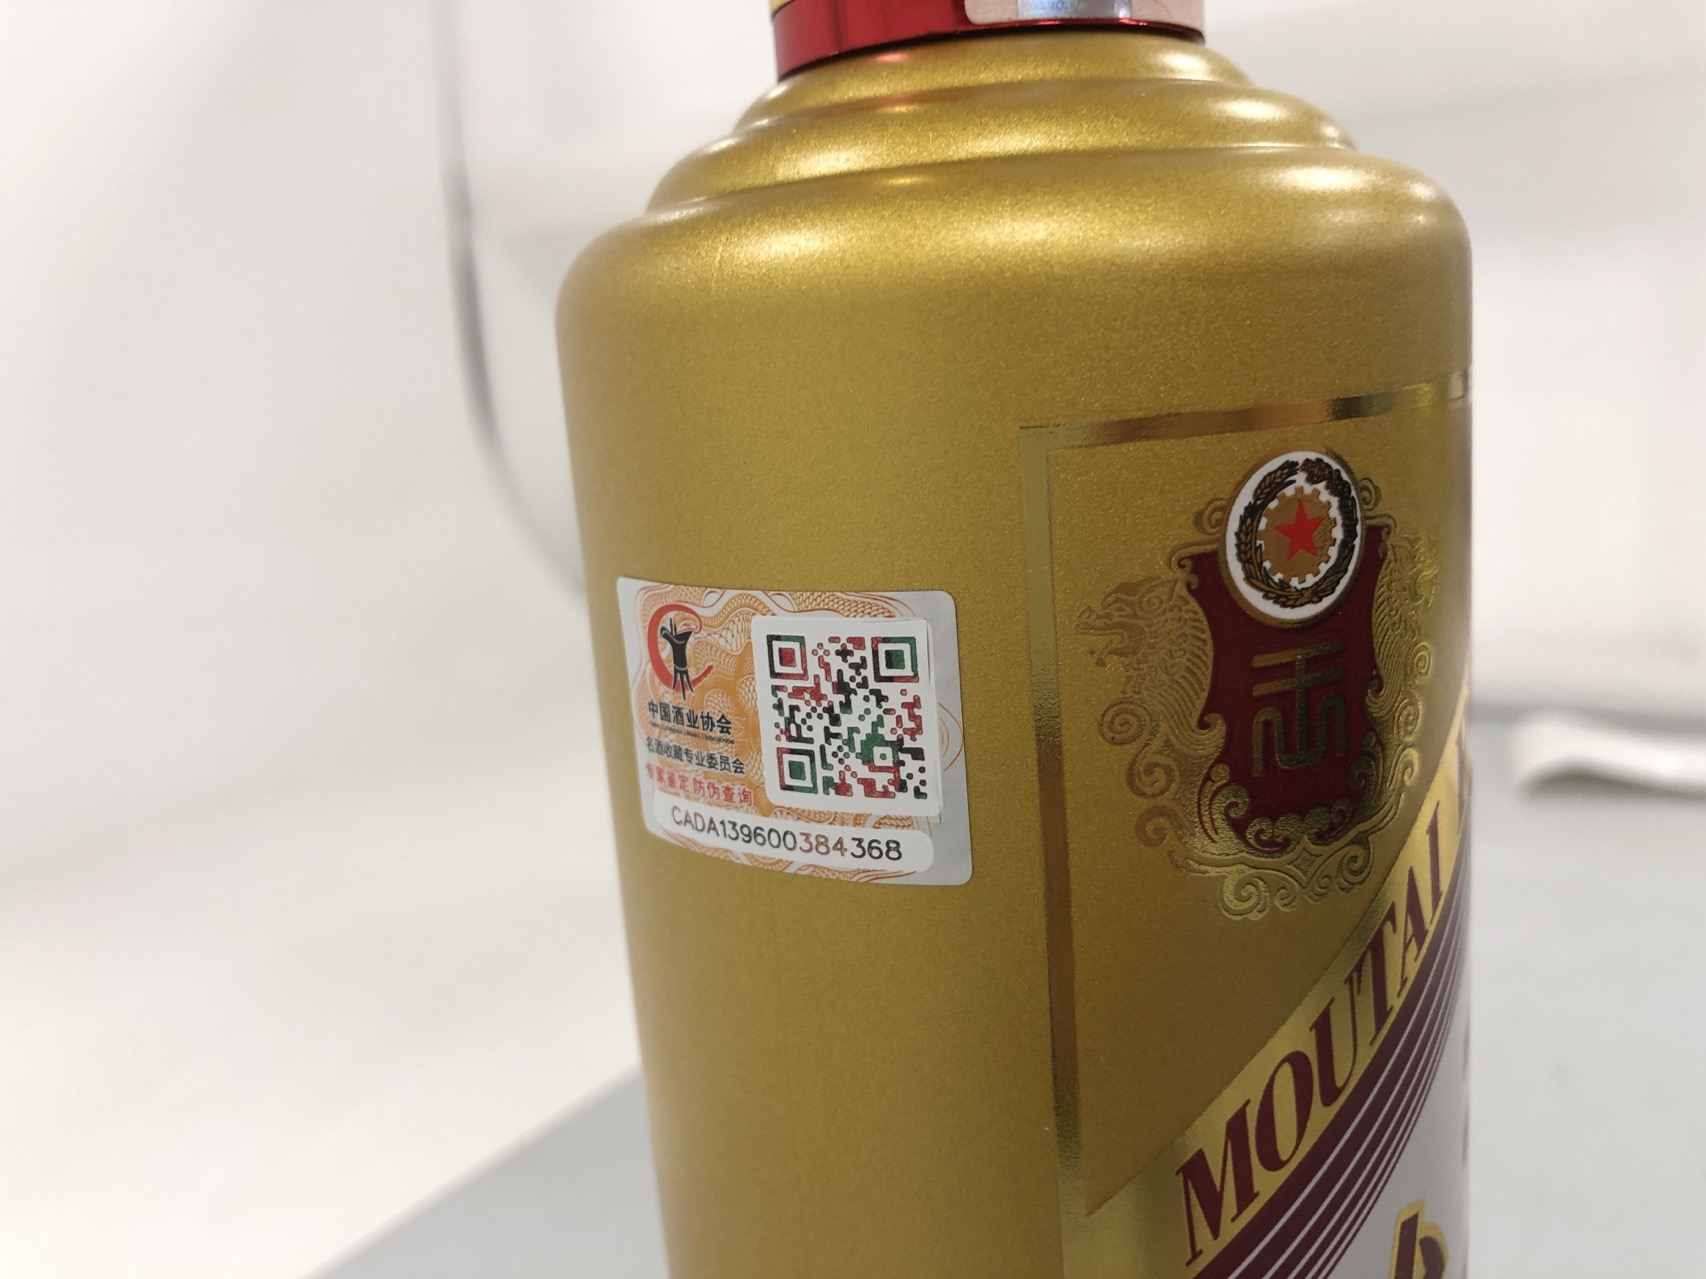 中国酒业协会
名酒收藏专业委员会
专家鉴定 防伪查询
CADA139600384368
MOUTAI